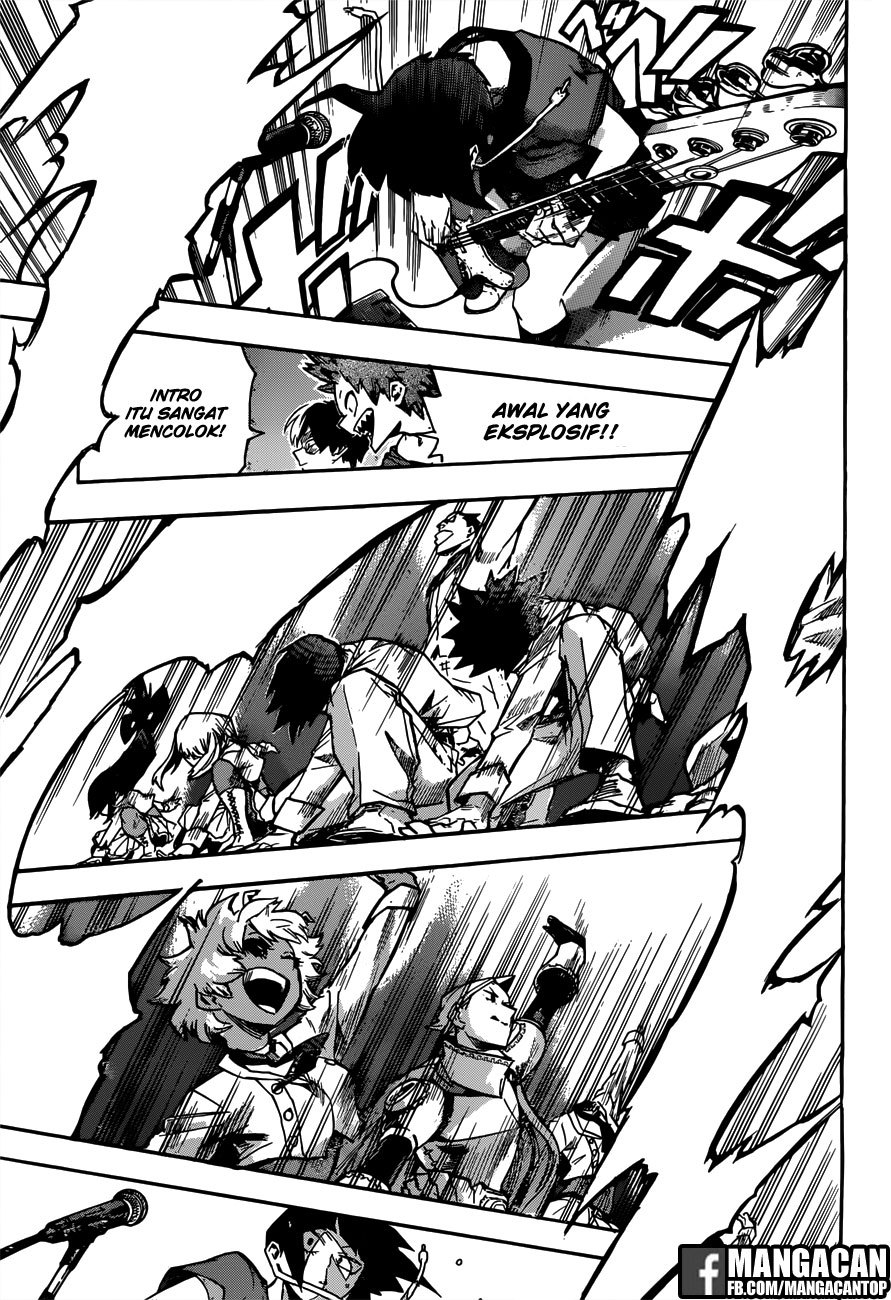 AWAL YANG
EKSPLOSIF!!
INTRO
ITU SANGAT
MENCOLOK!
MANGACAN
FB.COM/MANGACANTOP